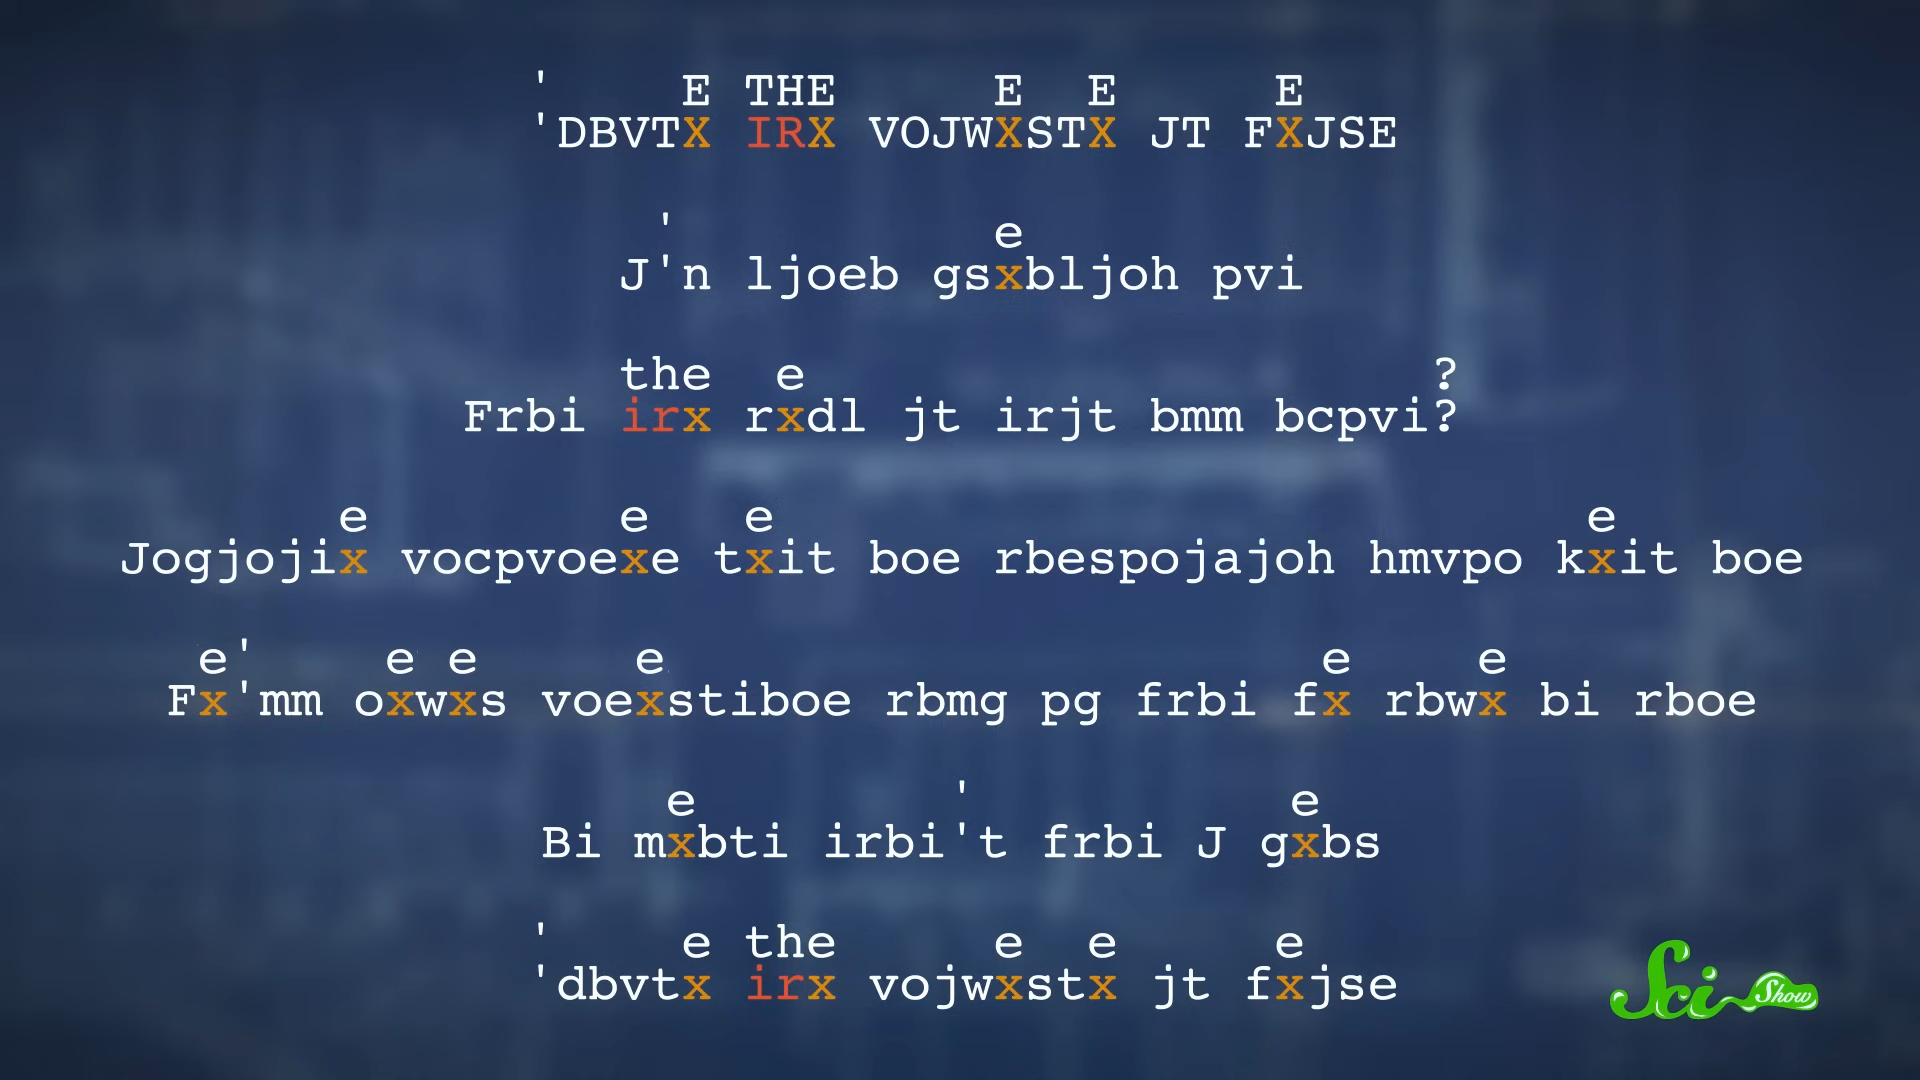 ' E THE E E E
'DBVTX IRX VOJWXSTX JT FXJSE
' e
J'n ljoeb gsxbljoh pvi
the e ?
Frbi irx rxdl jt irjt bmm bcpvi?
e e e e
Jogjojix vocpvoexe txit boe rbespojajoh hmvpo kxit boe
e ' e e e e e
Fx'mm oxwxs voexstiboe rbmg pg frbi fx rbwx bi rboe
e ' e
Bi mxbti irbi't frbi J gxbs
' e the e e e
'dbvtx irx vojwxstx jt fxjse
Sci Show